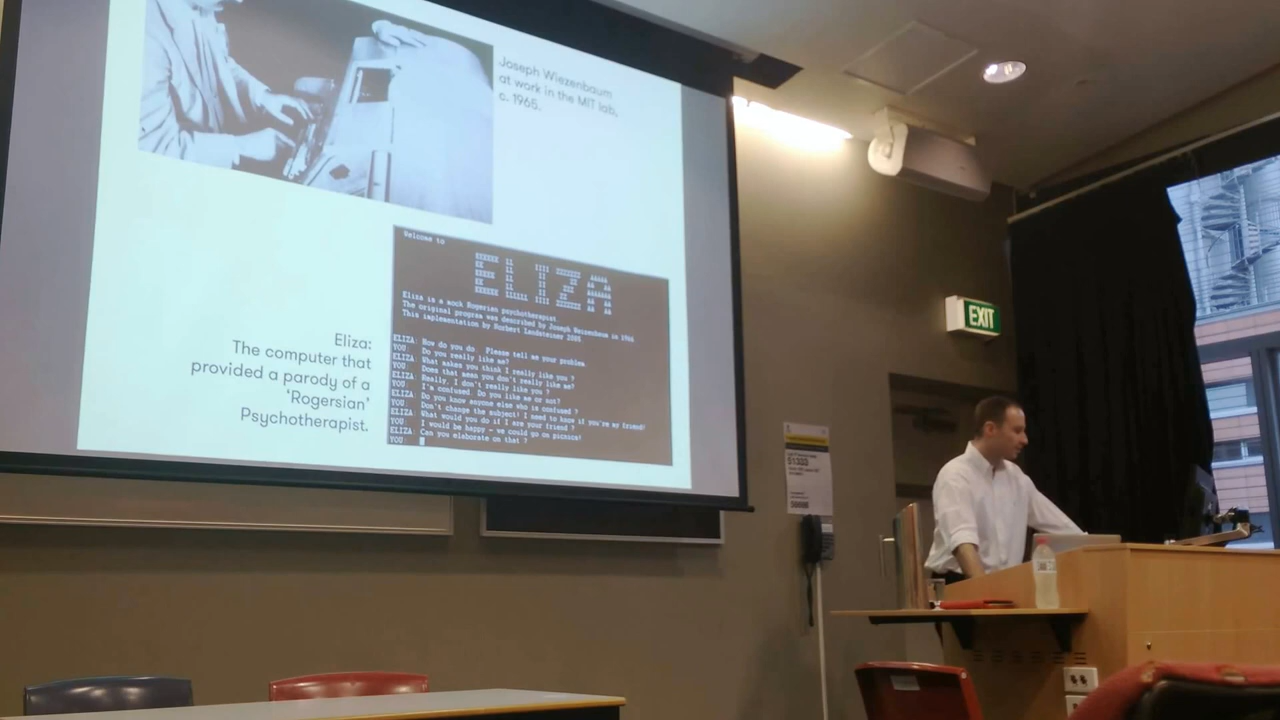 Joseph Wiezenbaum
at work in the MIT lab,
c. 1965.
Welcome to
ELIZA
Eliza is a mock Rogerian psychotherapist.
The original program was described by Joseph Weizenbaum in 1966
This implementation by Norbert Landsteiner 2005
ELIZA: How do you do. Please tell me your problem
YOU: Do you really like me?
ELIZA: What makes you think I really like you ?
YOU: Does that mean you don't really like me?
ELIZA: Really, I don't really like you ?
YOU: I'm confused. Do you like me or not?
ELIZA: Do you know anyone else who is confused ?
YOU: Don't change the subject! I need to know if you're my friend!
ELIZA: What would you do if I are your friend ?
YOU: I would be happy - we could go on picnics!
ELIZA: Can you elaborate on that ?
YOU:
Eliza:
The computer that
provided a parody of a
'Rogersian'
Psychotherapist.
EXIT
51333